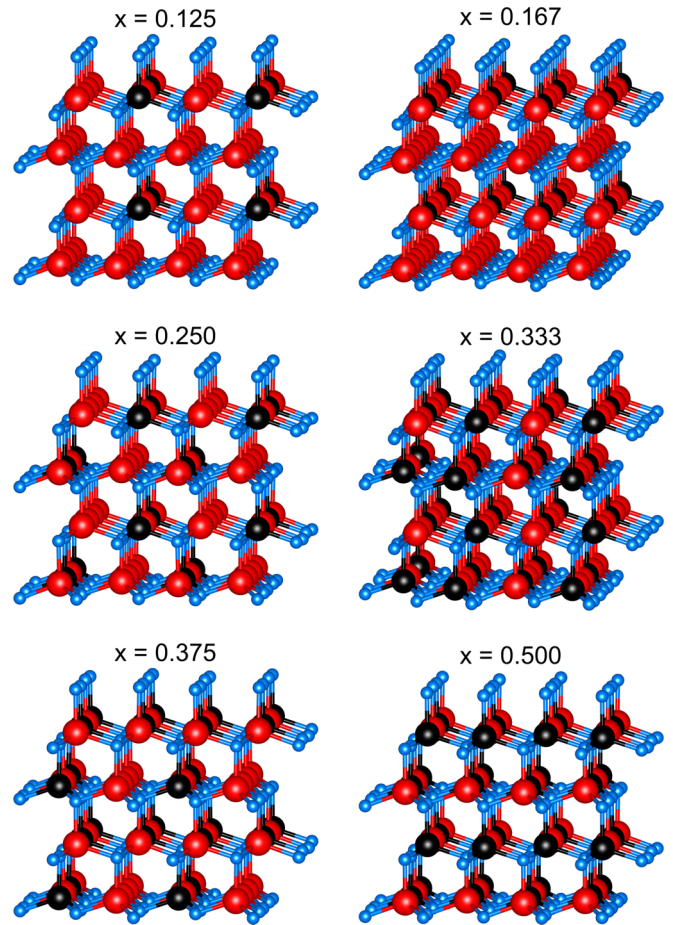 x = 0.125
x = 0.167
x = 0.250
x = 0.333
x = 0.375
x = 0.500